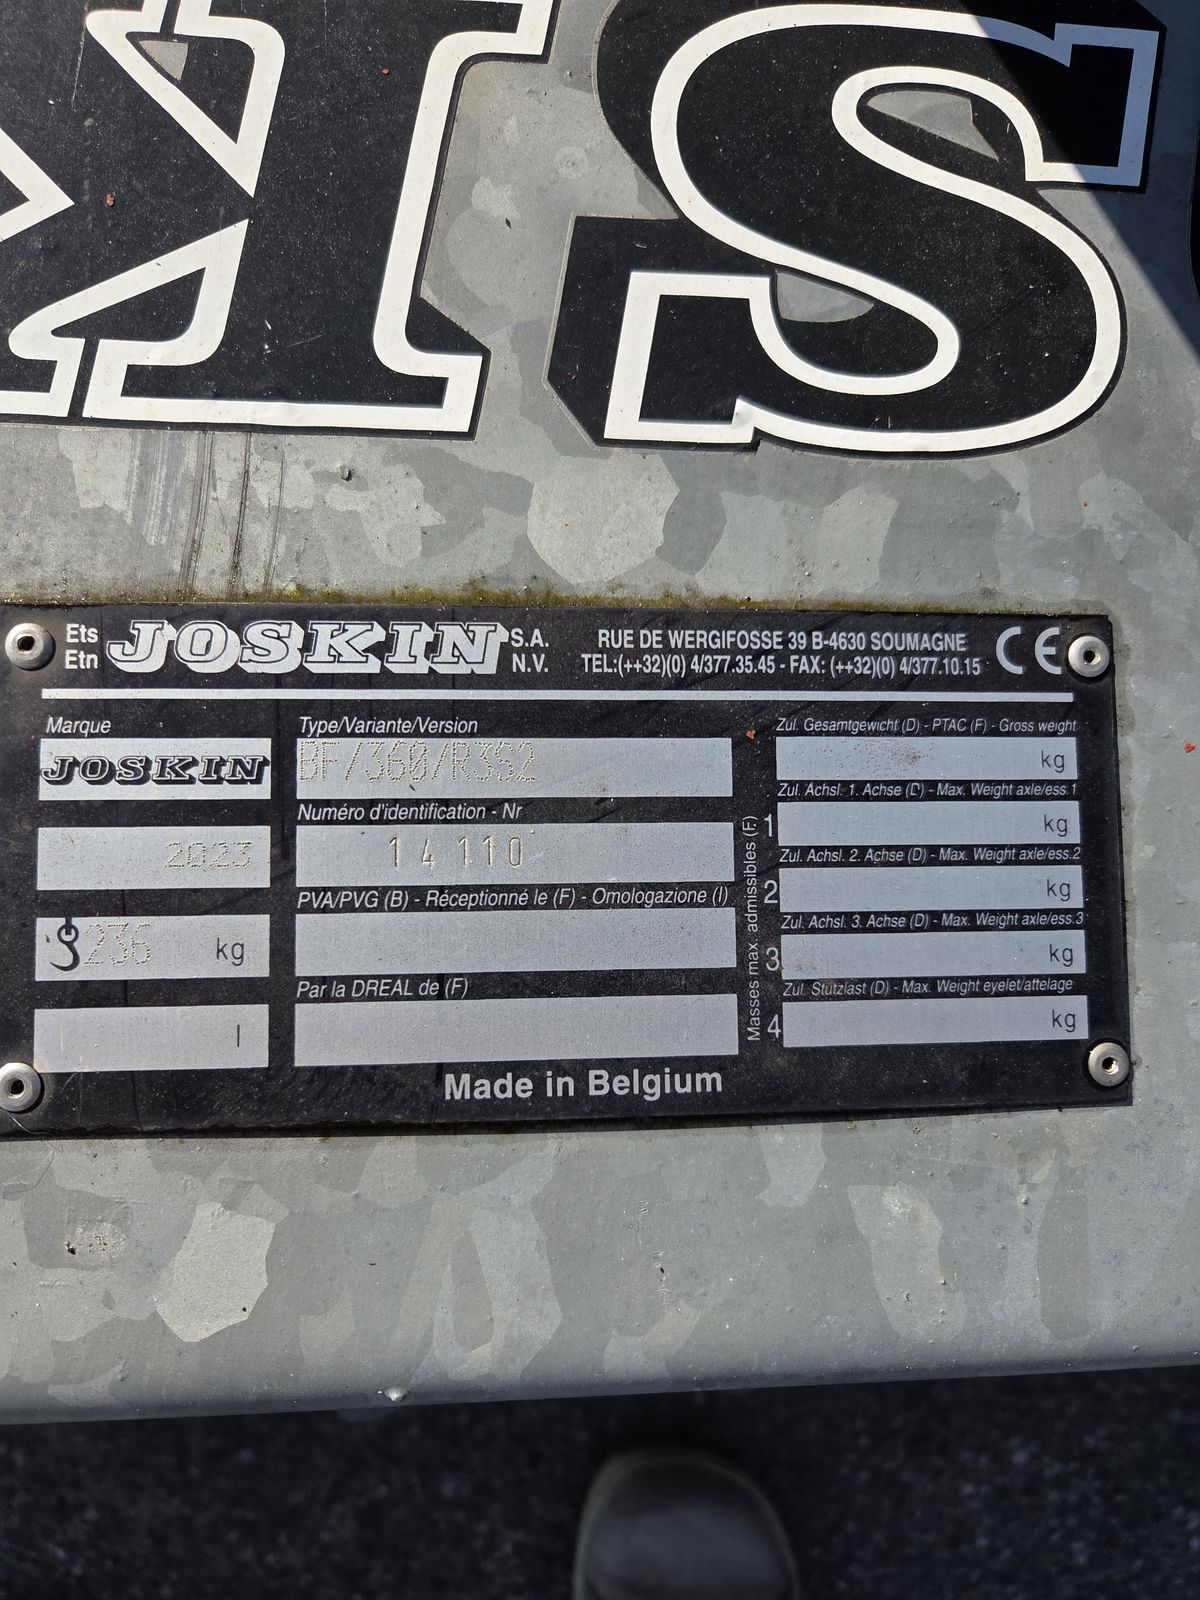 KIS
Ets
Etn
JOSKIN
S.A.
N.V.
RUE DE WERGIFOSSE 39 B-4630 SOUMAGNE
TEL:(++32)(0) 4/377.35.45 - FAX: (++32)(0) 4/377.10.15
CE
Marque
JOSKIN
2023
236 kg
l
Type/Variante/Version
BF/360/R3S2
Numéro d'identification - Nr
14 110
PVA/PVG (B) - Réceptionné le (F) - Omologazione (I)
Par la DREAL de (F)
Masses max. admissibles (F)
Zul. Gesamtgewicht (D) - PTAC (F) - Gross weight
kg
Zul. Achsl. 1. Achse (D) - Max. Weight axle/ess.1
1 kg
Zul. Achsl. 2. Achse (D) - Max. Weight axle/ess.2
2 kg
Zul. Achsl. 3. Achse (D) - Max. Weight axle/ess.3
3 kg
Zul. Stutzlast (D) - Max. Weight eyelet/attelage
4 kg
Made in Belgium